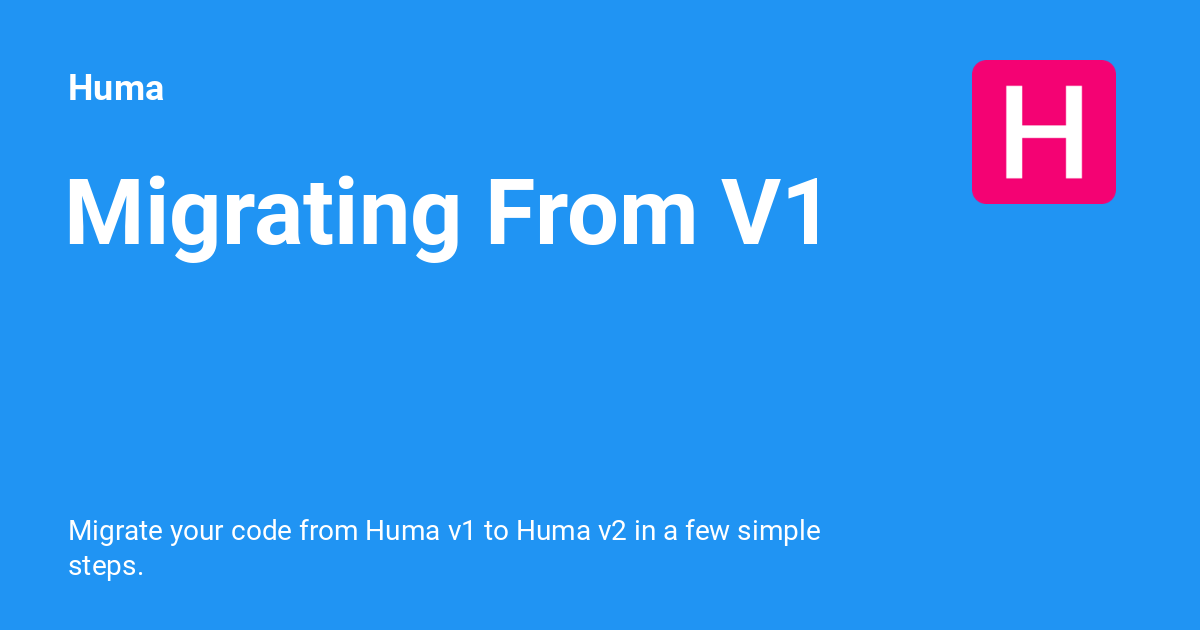 Huma
H
Migrating From V1
Migrate your code from Huma v1 to Huma v2 in a few simple
steps.